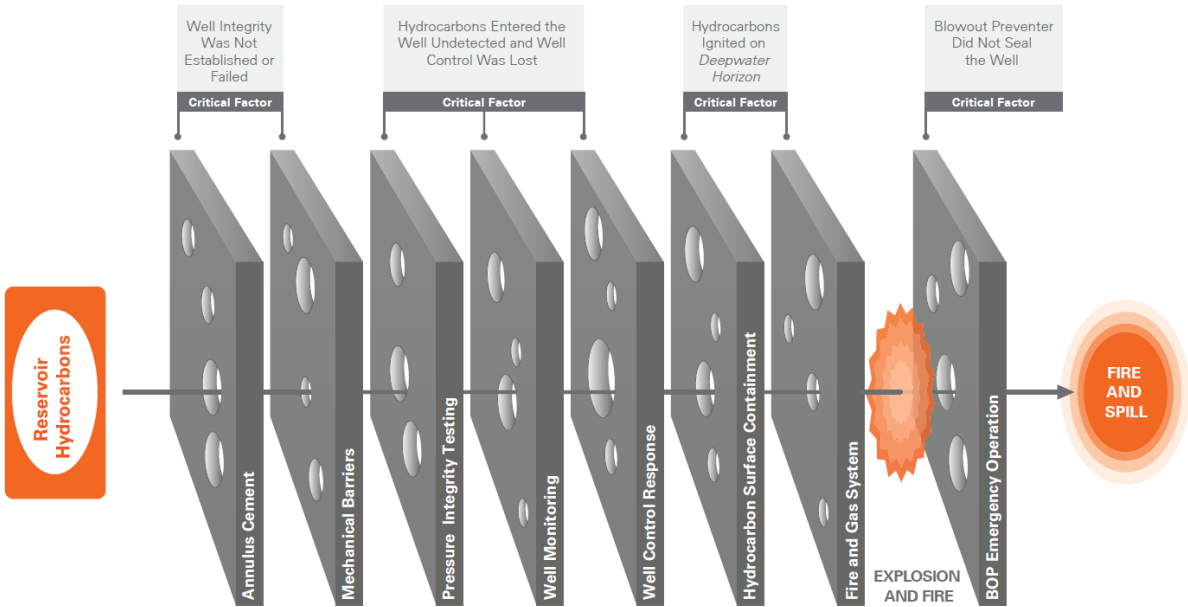 Well Integrity
Was Not
Established or
Failed
Critical Factor
Hydrocarbons Entered the
Well Undetected and Well
Control Was Lost
Critical Factor
Hydrocarbons
Ignited on
Deepwater
Horizon
Critical Factor
Blowout Preventer
Did Not Seal
the Well
Critical Factor
Reservoir
Hydrocarbons
Annulus Cement
Mechanical Barriers
Pressure Integrity Testing
Well Monitoring
Well Control Response
Hydrocarbon Surface Containment
Fire and Gas System
EXPLOSION
AND FIRE
BOP Emergency Operation
FIRE
AND
SPILL